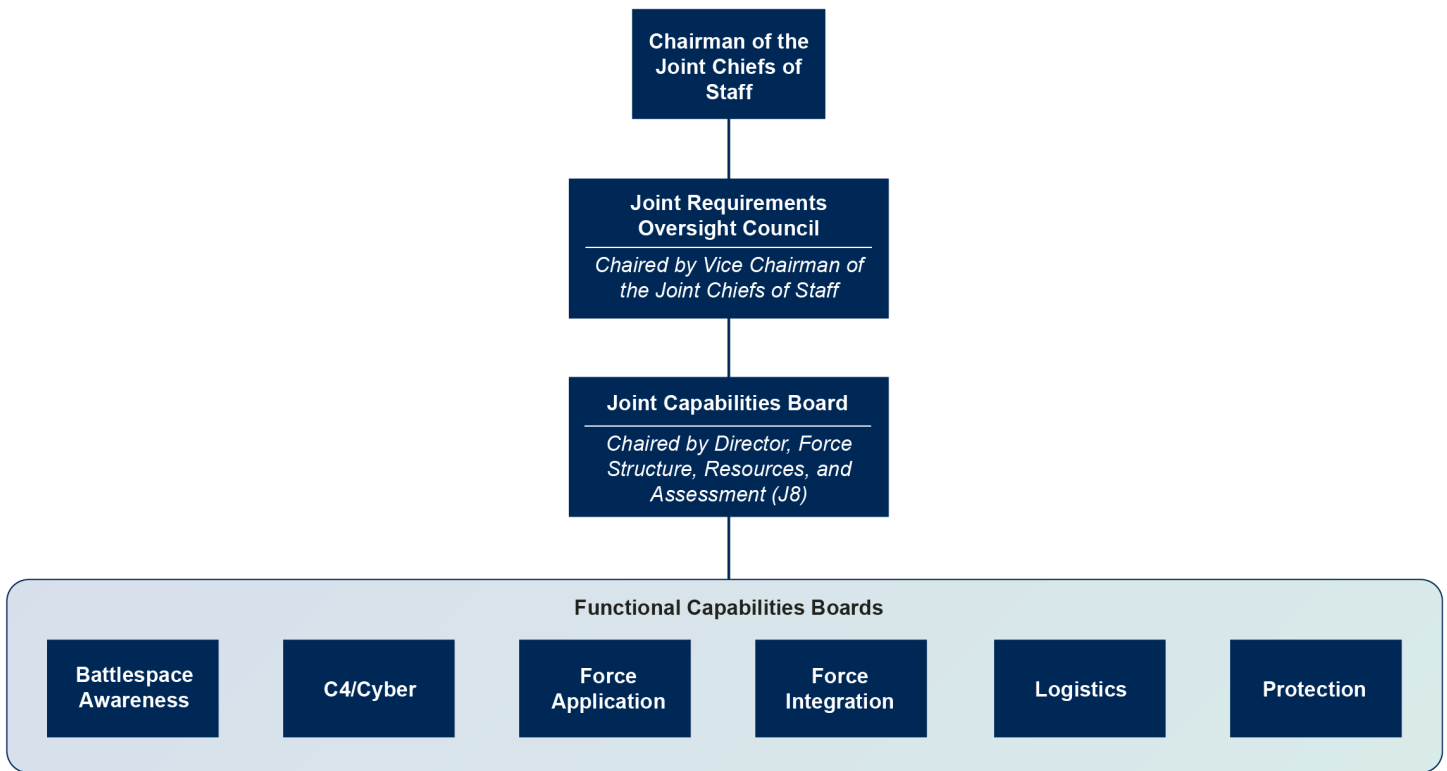 Chairman of the
Joint Chiefs of
Staff
Joint Requirements
Oversight Council
Chaired by Vice Chairman of
the Joint Chiefs of Staff
Joint Capabilities Board
Chaired by Director, Force
Structure, Resources, and
Assessment (J8)
Functional Capabilities Boards
Battlespace
Awareness
C4/Cyber
Force
Application
Force
Integration
Logistics
Protection